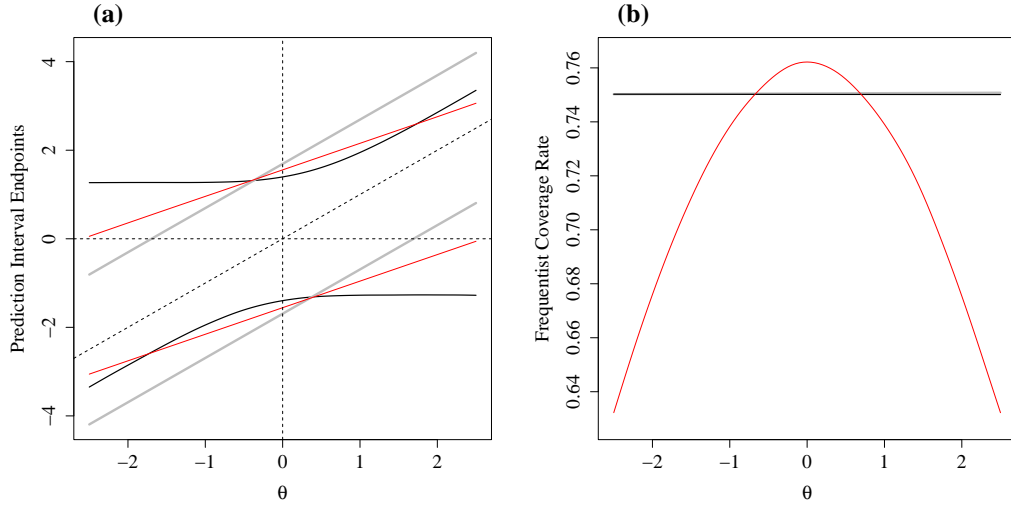 (a)
Prediction Interval Endpoints
4
2
0
−2
−4
−2 −1 0 1 2
θ
(b)
Frequentist Coverage Rate
0.76
0.74
0.72
0.70
0.68
0.66
0.64
−2 −1 0 1 2
θ